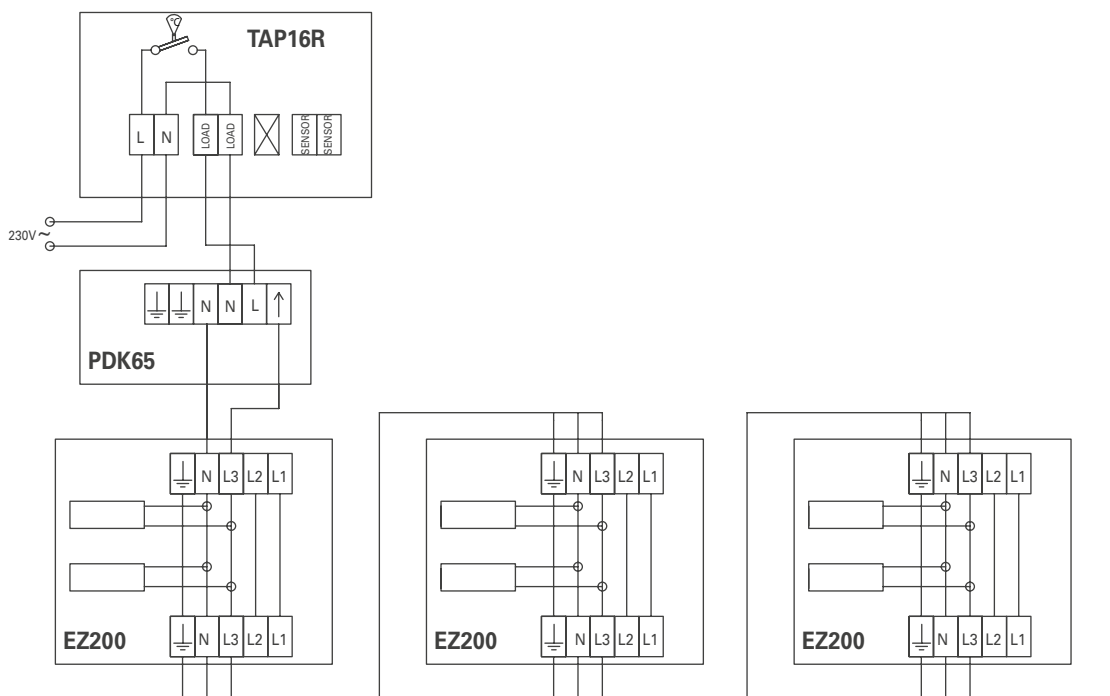 °C
TAP16R
L N LOAD LOAD SENSOR SENSOR
230V~
N N L ↑
PDK65
N L3 L2 L1
N L3 L2 L1
N L3 L2 L1
EZ200
N L3 L2 L1
EZ200
N L3 L2 L1
EZ200
N L3 L2 L1